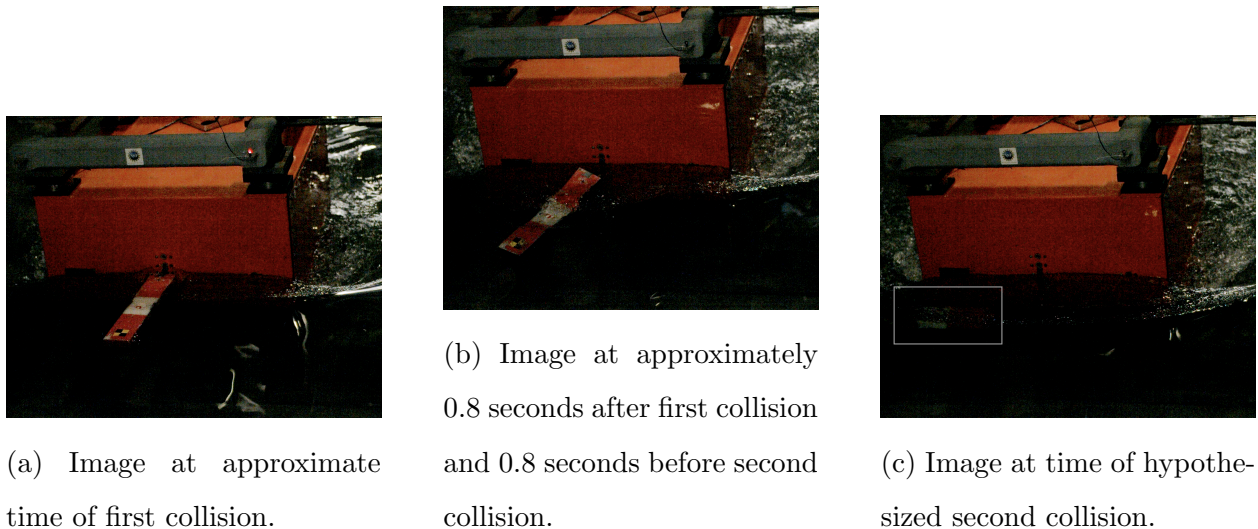 (a) Image at approximate
time of first collision.
(b) Image at approximately
0.8 seconds after first collision
and 0.8 seconds before second
collision.
(c) Image at time of hypothe-
sized second collision.